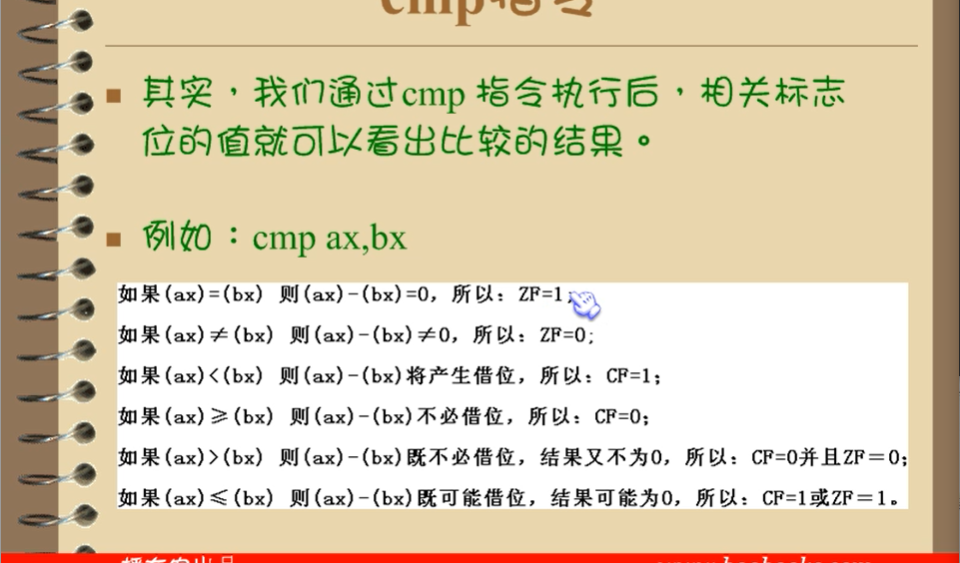 cmp指令
其实，我们通过cmp 指令执行后，相关标志
位的值就可以看出比较的结果。
例如：cmp ax,bx
如果(ax)=(bx) 则(ax)-(bx)=0，所以：ZF=1;
如果(ax)≠(bx) 则(ax)-(bx)≠0，所以：ZF=0;
如果(ax)<(bx) 则(ax)-(bx)将产生借位，所以：CF=1;
如果(ax)≥(bx) 则(ax)-(bx)不必借位，所以：CF=0;
如果(ax)>(bx) 则(ax)-(bx)既不必借位，结果又不为0，所以：CF=0并且ZF＝0;
如果(ax)≤(bx) 则(ax)-(bx)既可能借位，结果可能为0，所以：CF=1或ZF＝1。